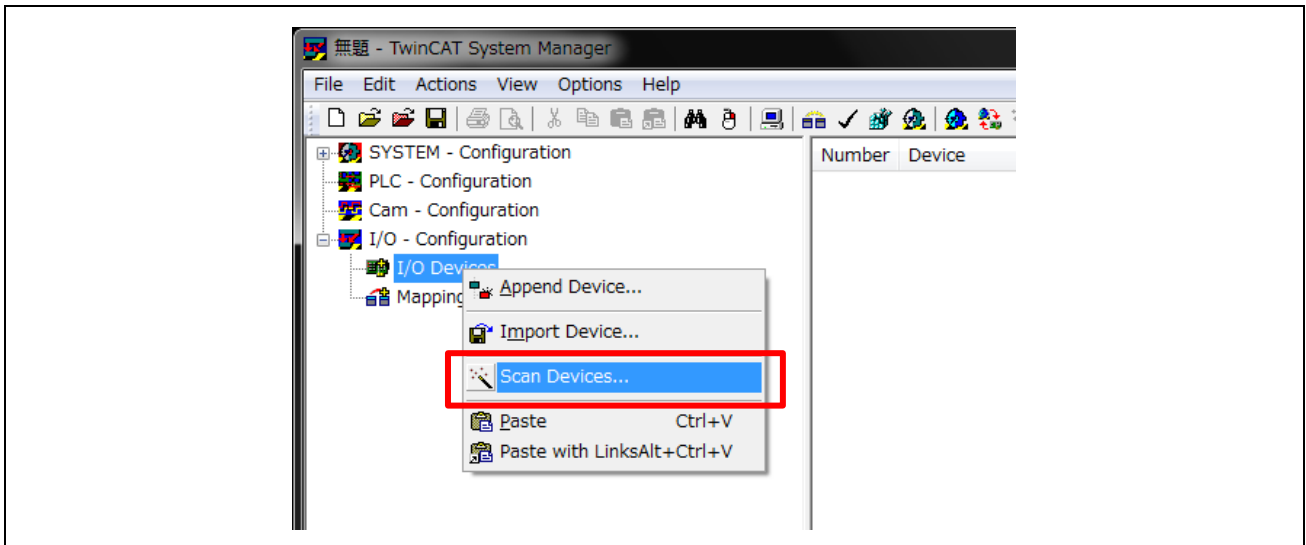 無題 - TwinCAT System Manager
File Edit Actions View Options Help
SYSTEM - Configuration
Number Device
PLC - Configuration
Cam - Configuration
I/O - Configuration
I/O Devices
Mapping
Append Device...
Import Device...
Scan Devices...
Paste Ctrl+V
Paste with LinksAlt+Ctrl+V